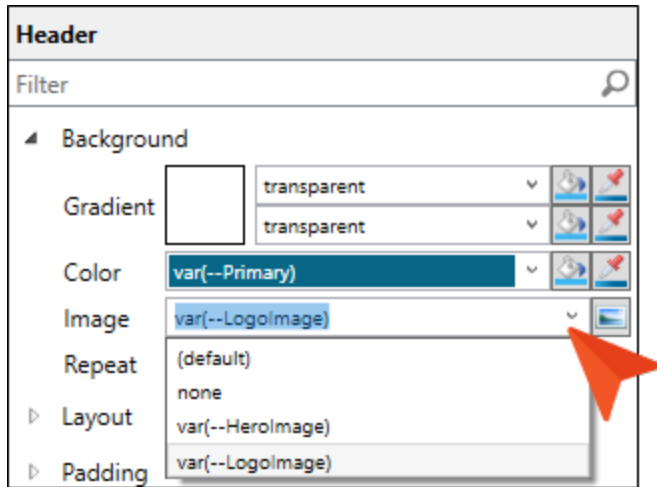 Header
Filter
Background
Gradient
transparent
transparent
Color
var(--Primary)
Image
var(--LogoImage)
Repeat
(default)
none
Layout
var(--HeroImage)
var(--LogoImage)
Padding